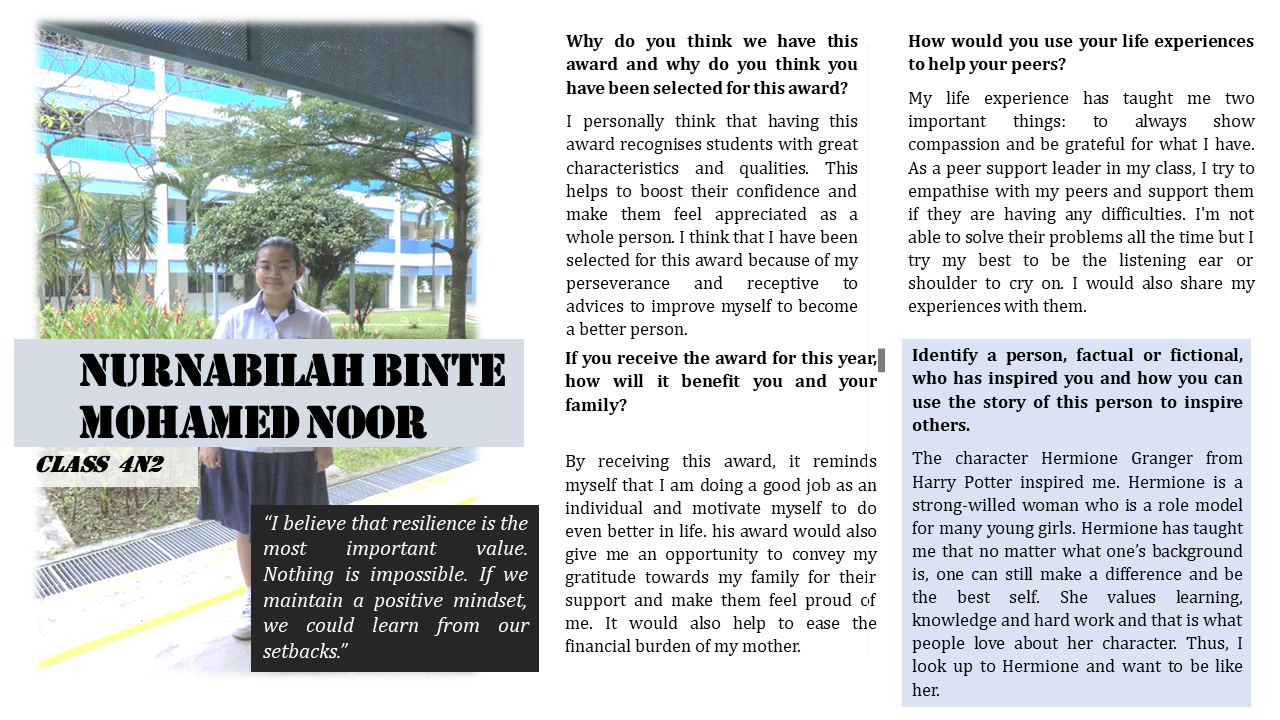 NURNABILAH BINTE
MOHAMED NOOR
CLASS 4N2
“I believe that resilience is the
most important value.
Nothing is impossible. If we
maintain a positive mindset,
we could learn from our
setbacks.”
Why do you think we have this
award and why do you think you
have been selected for this award?
I personally think that having this
award recognises students with great
characteristics and qualities. This
helps to boost their confidence and
make them feel appreciated as a
whole person. I think that I have been
selected for this award because of my
perseverance and receptive to
advices to improve myself to become
a better person.
If you receive the award for this year,
how will it benefit you and your
family?
By receiving this award, it reminds
myself that I am doing a good job as an
individual and motivate myself to do
even better in life. his award would also
give me an opportunity to convey my
gratitude towards my family for their
support and make them feel proud of
me. It would also help to ease the
financial burden of my mother.
How would you use your life experiences
to help your peers?
My life experience has taught me two
important things: to always show
compassion and be grateful for what I have.
As a peer support leader in my class, I try to
empathise with my peers and support them
if they are having any difficulties. I'm not
able to solve their problems all the time but I
try my best to be the listening ear or
shoulder to cry on. I would also share my
experiences with them.
Identify a person, factual or fictional,
who has inspired you and how you can
use the story of this person to inspire
others.
The character Hermione Granger from
Harry Potter inspired me. Hermione is a
strong-willed woman who is a role model
for many young girls. Hermione has taught
me that no matter what one’s background
is, one can still make a difference and be
the best self. She values learning,
knowledge and hard work and that is what
people love about her character. Thus, I
look up to Hermione and want to be like
her.